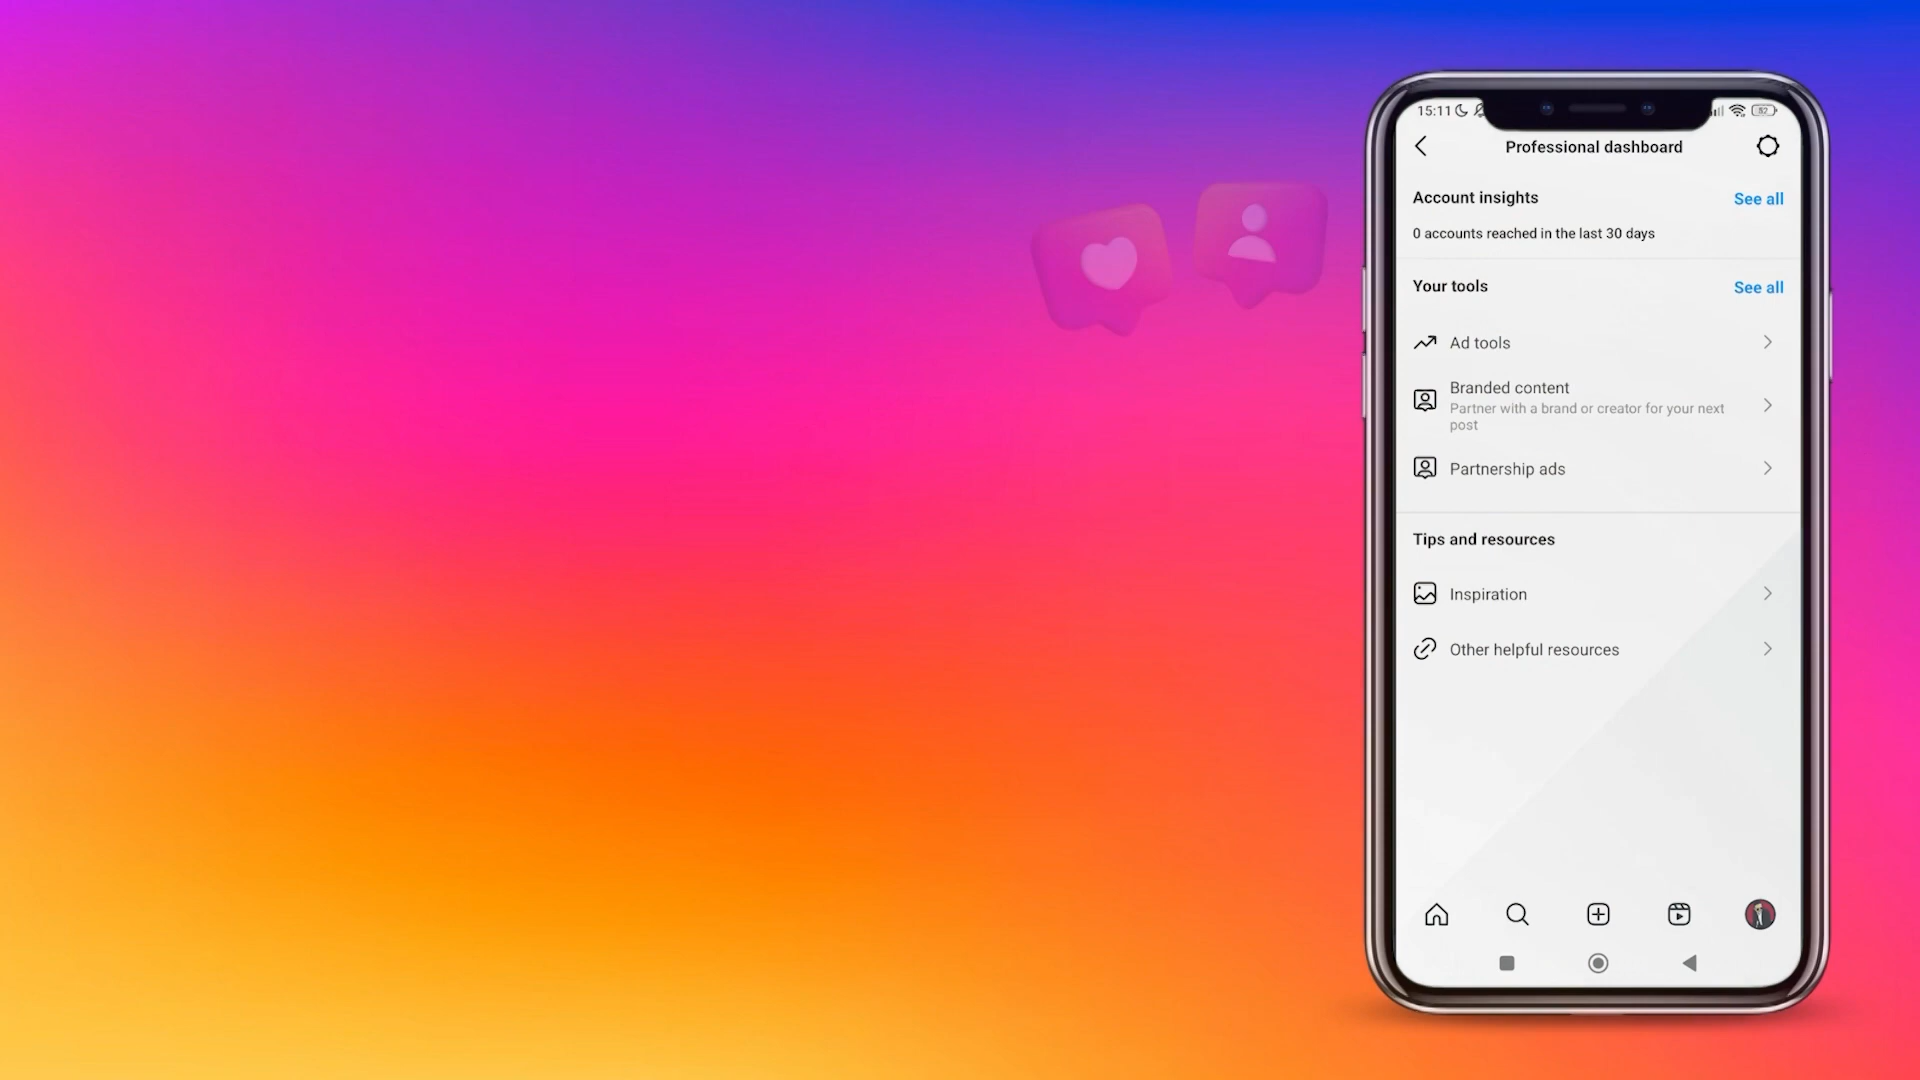 15:11
82
Professional dashboard
Account insights
See all
0 accounts reached in the last 30 days
Your tools
See all
Ad tools
Branded content
Partner with a brand or creator for your next
post
Partnership ads
Tips and resources
Inspiration
Other helpful resources